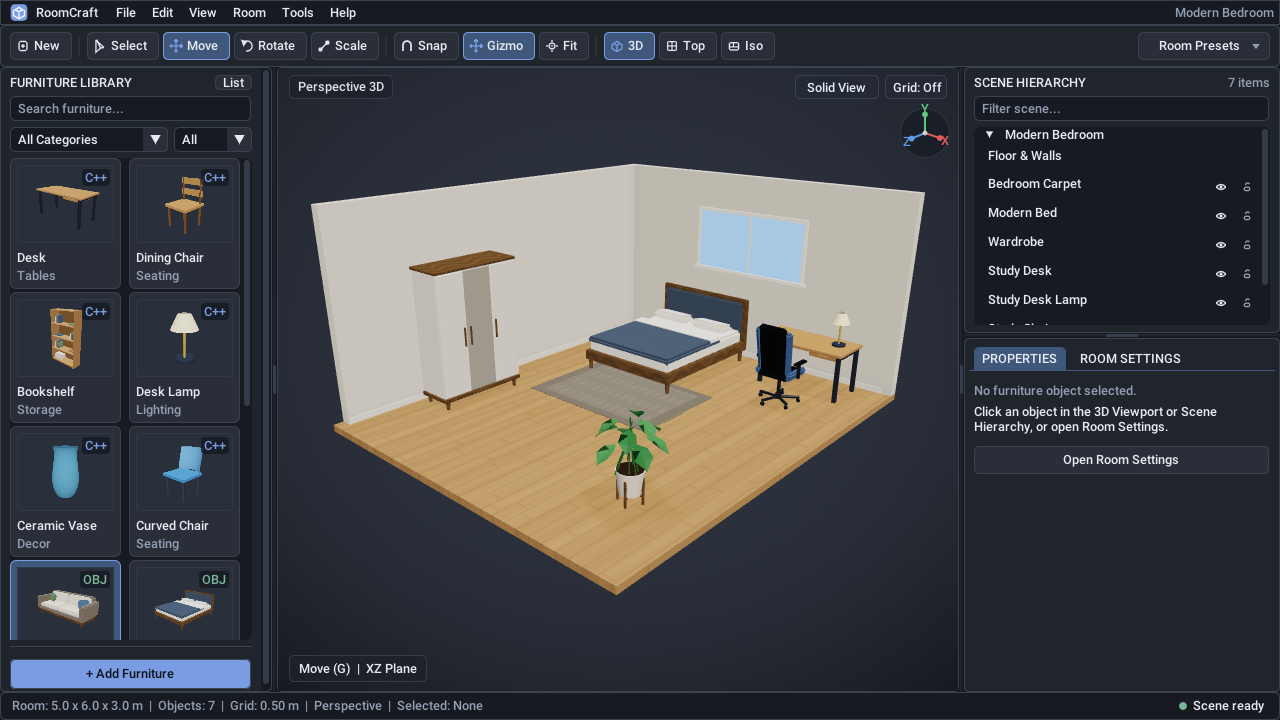 RoomCraft File Edit View Room Tools Help Modern Bedroom
New Select Move Rotate Scale Snap Gizmo Fit 3D Top Iso Room Presets
FURNITURE LIBRARY List
Search furniture...
All Categories All
C++ C++
Desk Dining Chair
Tables Seating
C++ C++
Bookshelf Desk Lamp
Storage Lighting
C++ C++
Ceramic Vase Curved Chair
Decor Seating
OBJ OBJ
+ Add Furniture
Perspective 3D Solid View Grid: Off
Y
Z X
Move (G) | XZ Plane
SCENE HIERARCHY 7 items
Filter scene...
Modern Bedroom
Floor & Walls
Bedroom Carpet
Modern Bed
Wardrobe
Study Desk
Study Desk Lamp
PROPERTIES ROOM SETTINGS
No furniture object selected.
Click an object in the 3D Viewport or Scene
Hierarchy, or open Room Settings.
Open Room Settings
Room: 5.0 x 6.0 x 3.0 m | Objects: 7 | Grid: 0.50 m | Perspective | Selected: None Scene ready